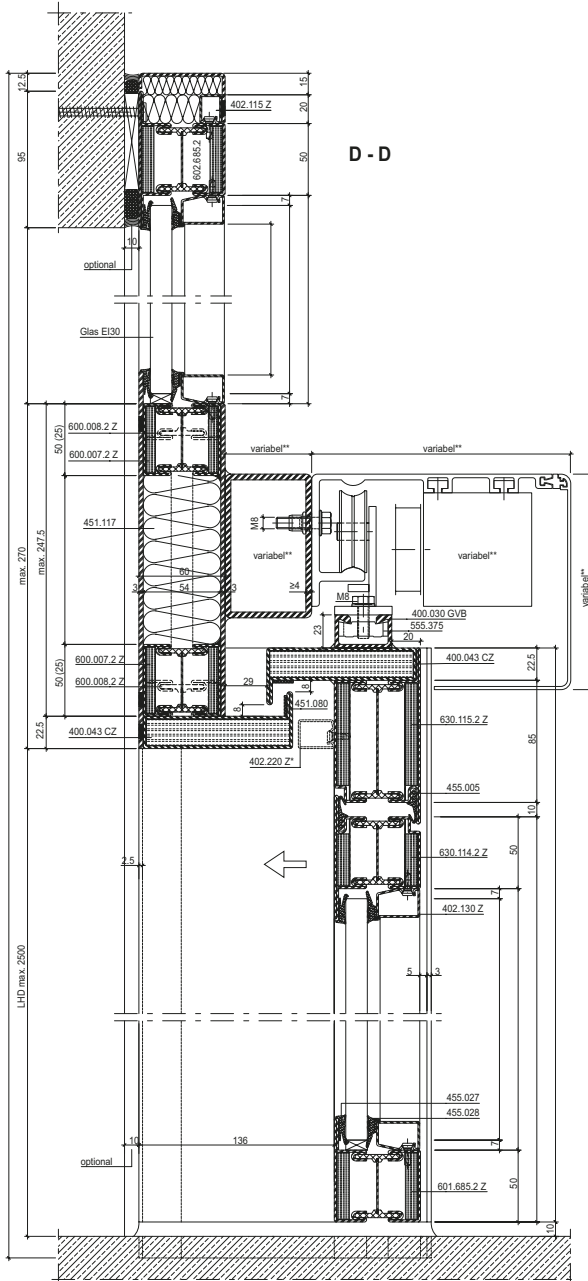 12.5
15
20
402.115 Z
602.685.2
95
50
D - D
7
10
optional
Glas EI30
7
600.008.2 Z
50 (25)
600.007.2 Z
variabel**
variabel**
451.117
M8
variabel**
variabel**
variabel**
max. 270
max. 247.5
60
3
54
3
≥4
M8
400.030 GVB
23
555.375
20
600.007.2 Z
50 (25)
600.008.2 Z
400.043 CZ
22.5
29
8
8
451.080
630.115.2 Z
22.5
400.043 CZ
402.220 Z*
85
455.005
10
2.5
630.114.2 Z
50
7
402.130 Z
LHD max. 2500
5
3
455.027
455.028
10
136
7
optional
601.685.2 Z
50
10